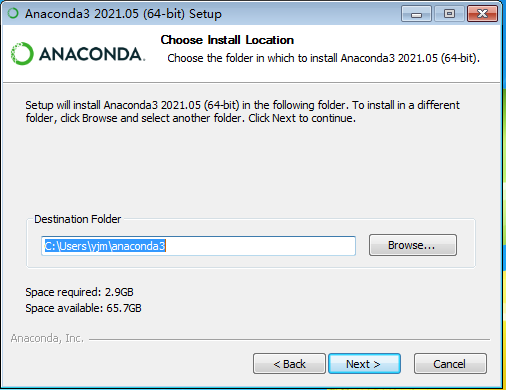 Anaconda3 2021.05 (64-bit) Setup
ANACONDA.
Choose Install Location
Choose the folder in which to install Anaconda3 2021.05 (64-bit).
Setup will install Anaconda3 2021.05 (64-bit) in the following folder. To install in a different
folder, click Browse and select another folder. Click Next to continue.
Destination Folder
C:\Users\yjm\anaconda3
Browse...
Space required: 2.9GB
Space available: 65.7GB
Anaconda, Inc.
< Back
Next >
Cancel